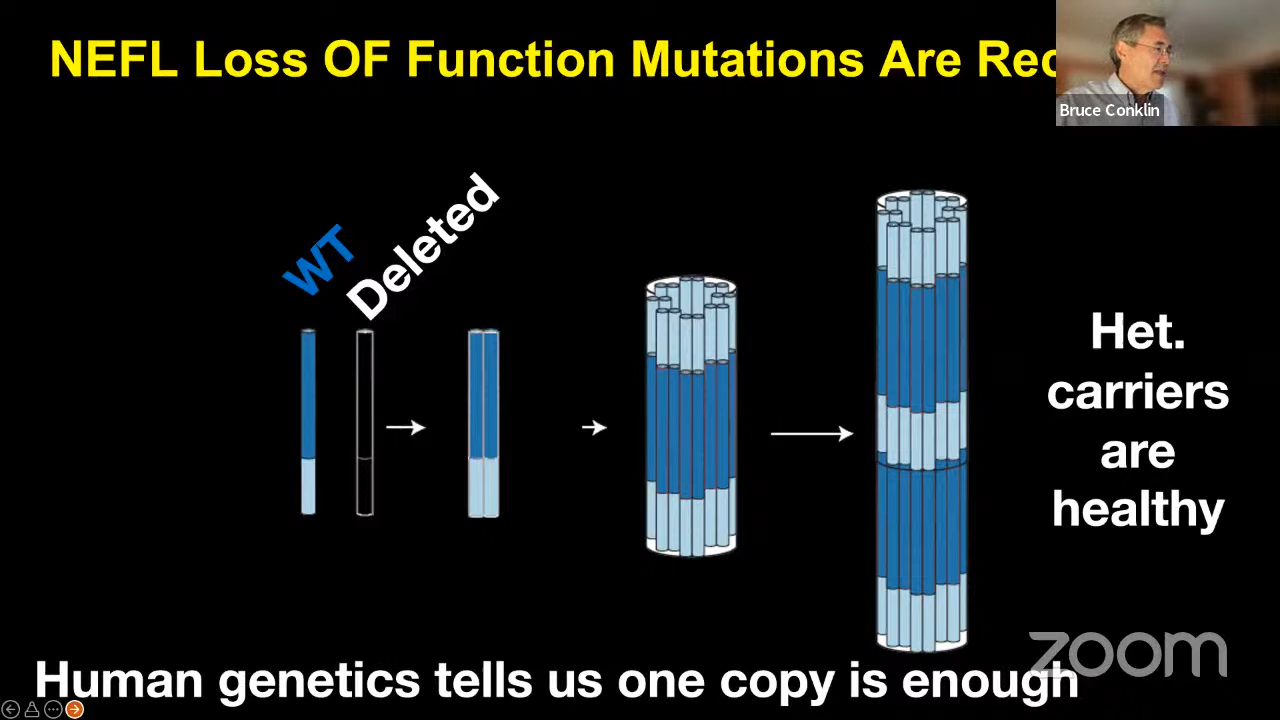 NEFL Loss OF Function Mutations Are Rec
Bruce Conklin
WT
Deleted
Het.
carriers
are
healthy
zoom
Human genetics tells us one copy is enough